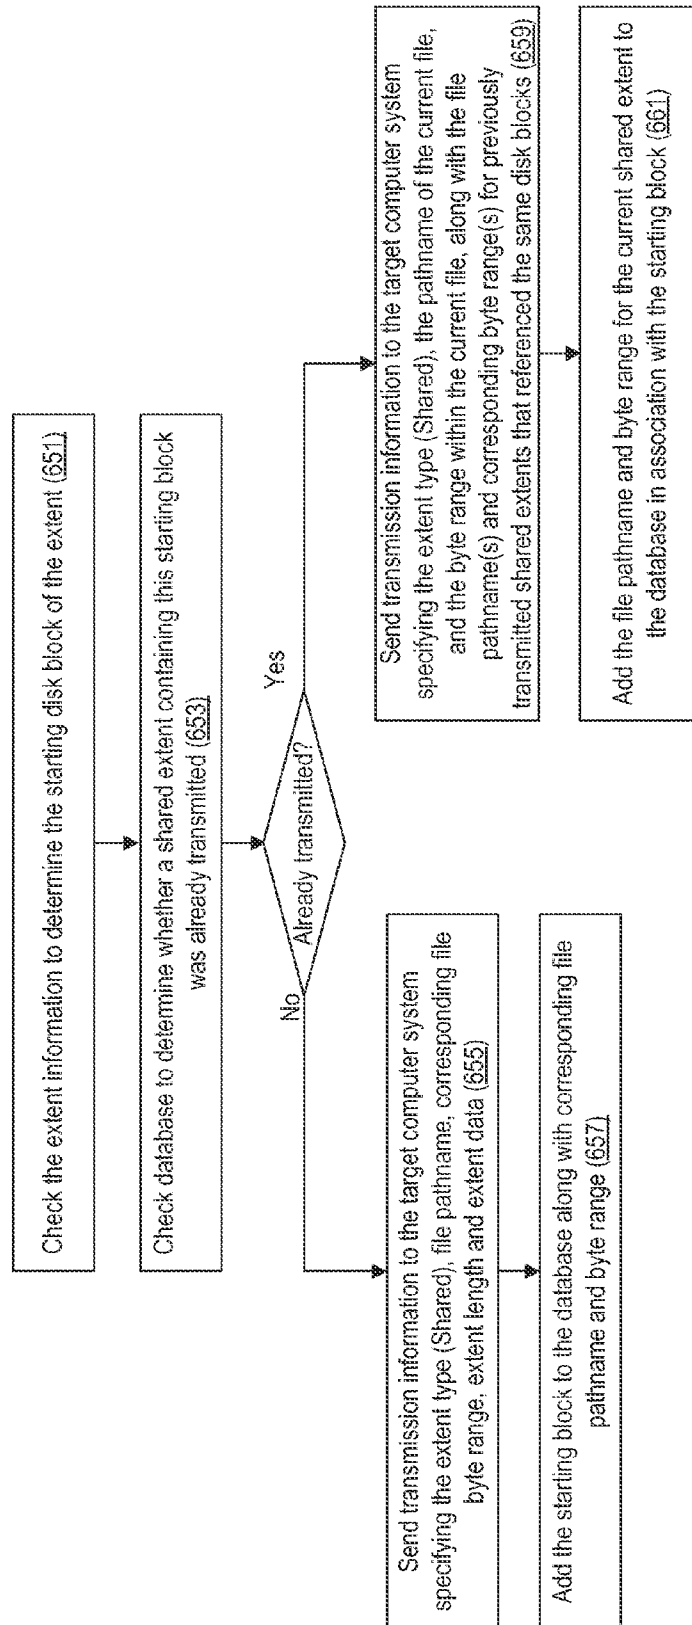 Check the extent information to determine the starting disk block of the extent (651)
Check database to determine whether a shared extent containing this starting block
was already transmitted (653)
Already transmitted?
No
Yes
Send transmission information to the target computer system
specifying the extent type (Shared), file pathname, corresponding file
byte range, extent length and extent data (655)
Add the starting block to the database along with corresponding file
pathname and byte range (657)
Send transmission information to the target computer system
specifying the extent type (Shared), the pathname of the current file,
and the byte range within the current file, along with the file
pathname(s) and corresponding byte range(s) for previously
transmitted shared extents that referenced the same disk blocks (659)
Add the file pathname and byte range for the current shared extent to
the database in association with the starting block (661)